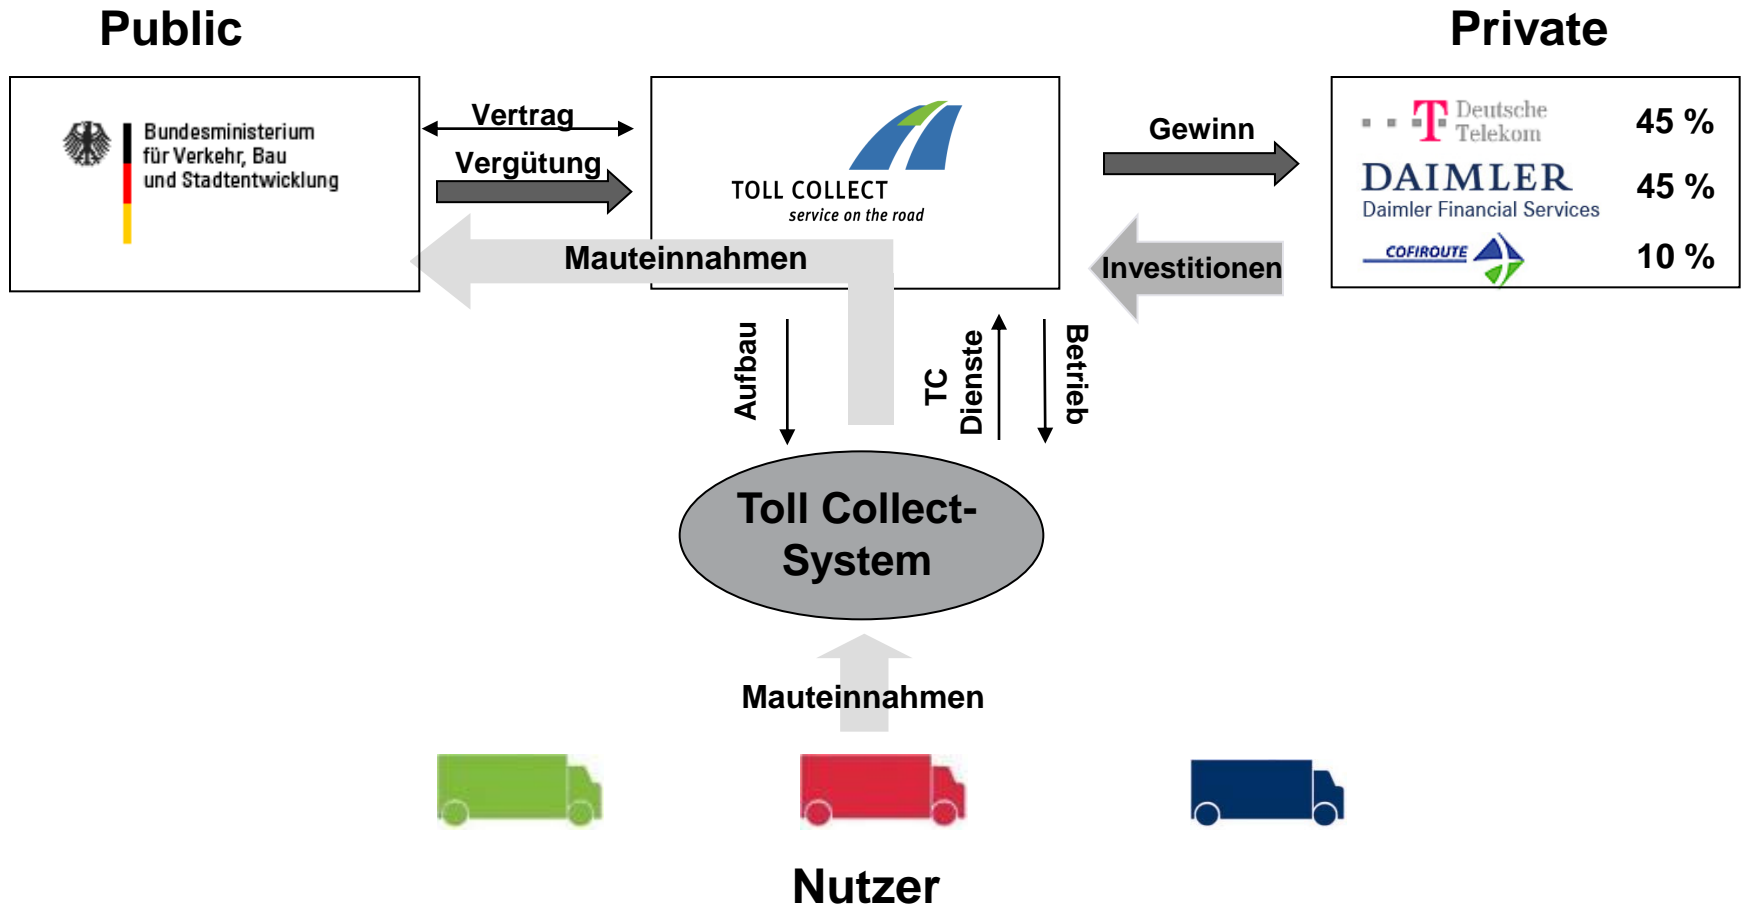 Public
Private
Bundesministerium
für Verkehr, Bau
und Stadtentwicklung
Vertrag
Vergütung
TOLL COLLECT
service on the road
Gewinn
Deutsche
Telekom
45 %
DAIMLER
Daimler Financial Services
45 %
COFIROUTE
10 %
Mauteinnahmen
Investitionen
Aufbau
TC
Dienste
Betrieb
Toll Collect-
System
Mauteinnahmen
Nutzer